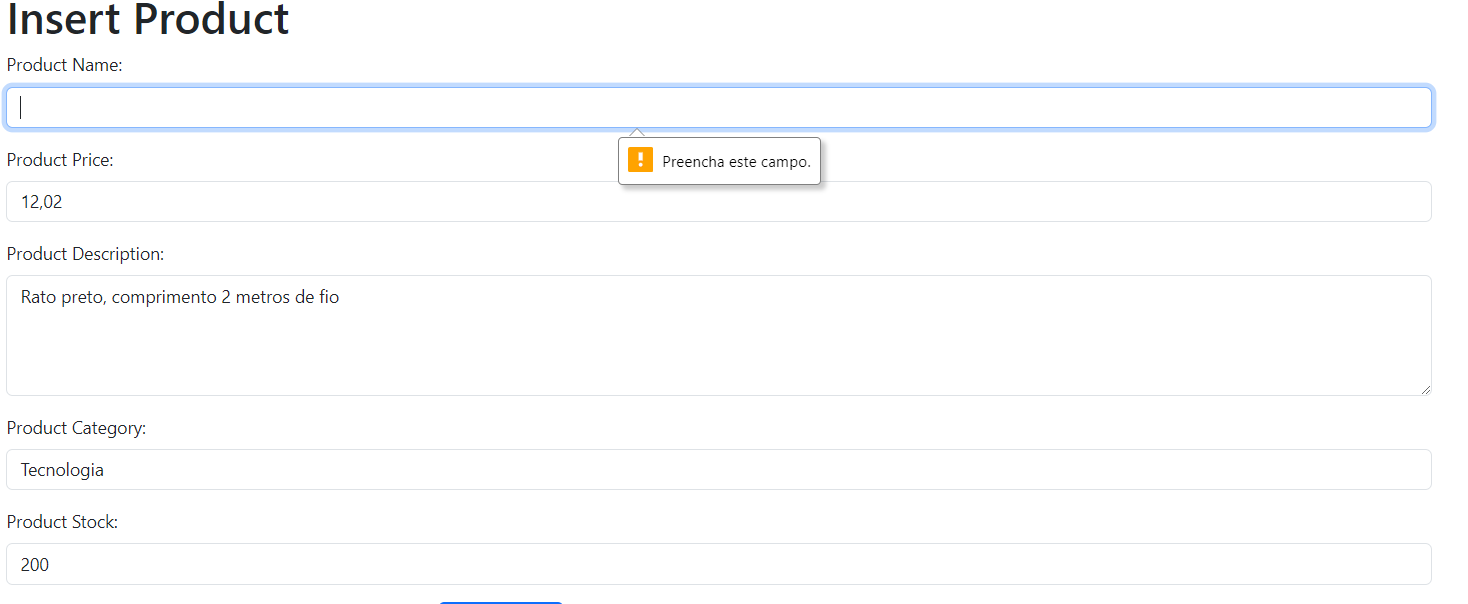 Insert Product
Product Name:
Preencha este campo.
Product Price:
12,02
Product Description:
Rato preto, comprimento 2 metros de fio
Product Category:
Tecnologia
Product Stock:
200